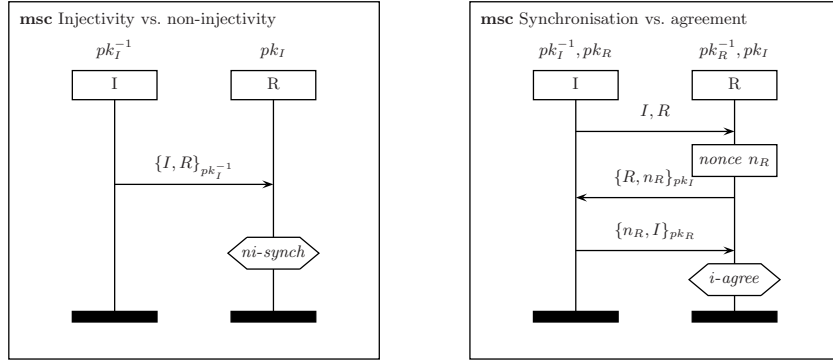 msc Injectivity vs. non-injectivity
pk_I^{-1}
pk_I
I
R
{I, R}_{pk_I^{-1}}
ni-synch
msc Synchronisation vs. agreement
pk_I^{-1}, pk_R
pk_R^{-1}, pk_I
I
R
I, R
nonce n_R
{R, n_R}_{pk_I}
{n_R, I}_{pk_R}
i-agree